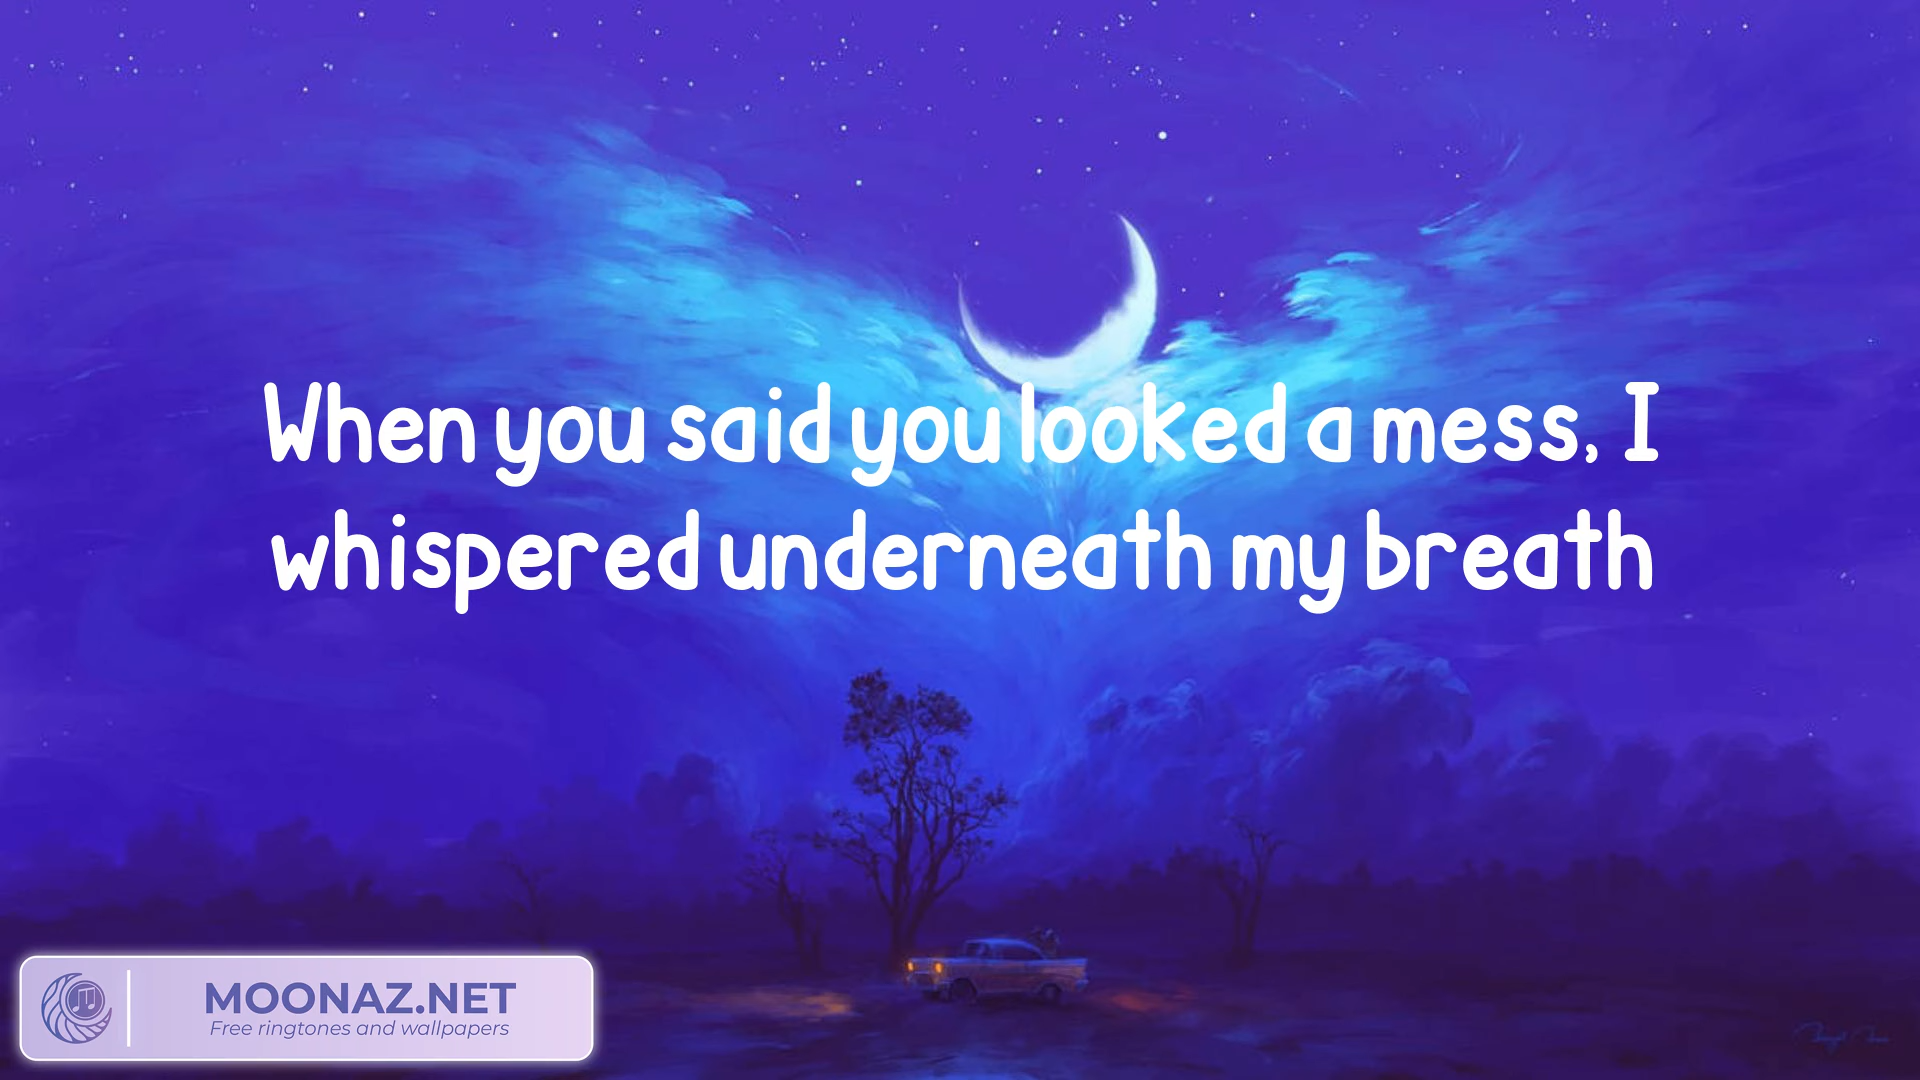 When you said you looked a mess, I
whispered underneath my breath
MOONAZ.NET
Free ringtones and wallpapers